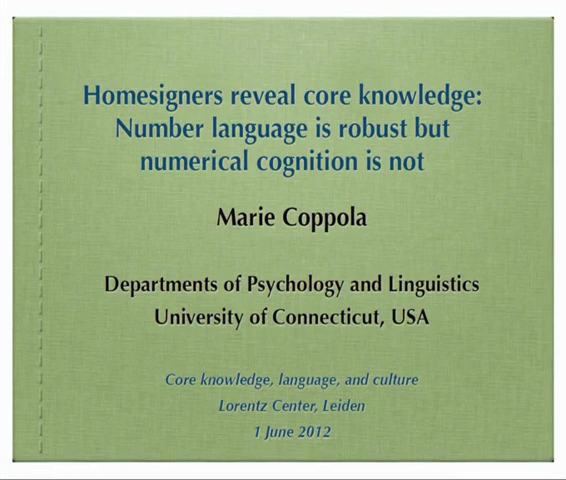 Homesigners reveal core knowledge:
Number language is robust but
numerical cognition is not
Marie Coppola
Departments of Psychology and Linguistics
University of Connecticut, USA
Core knowledge, language, and culture
Lorentz Center, Leiden
1 June 2012